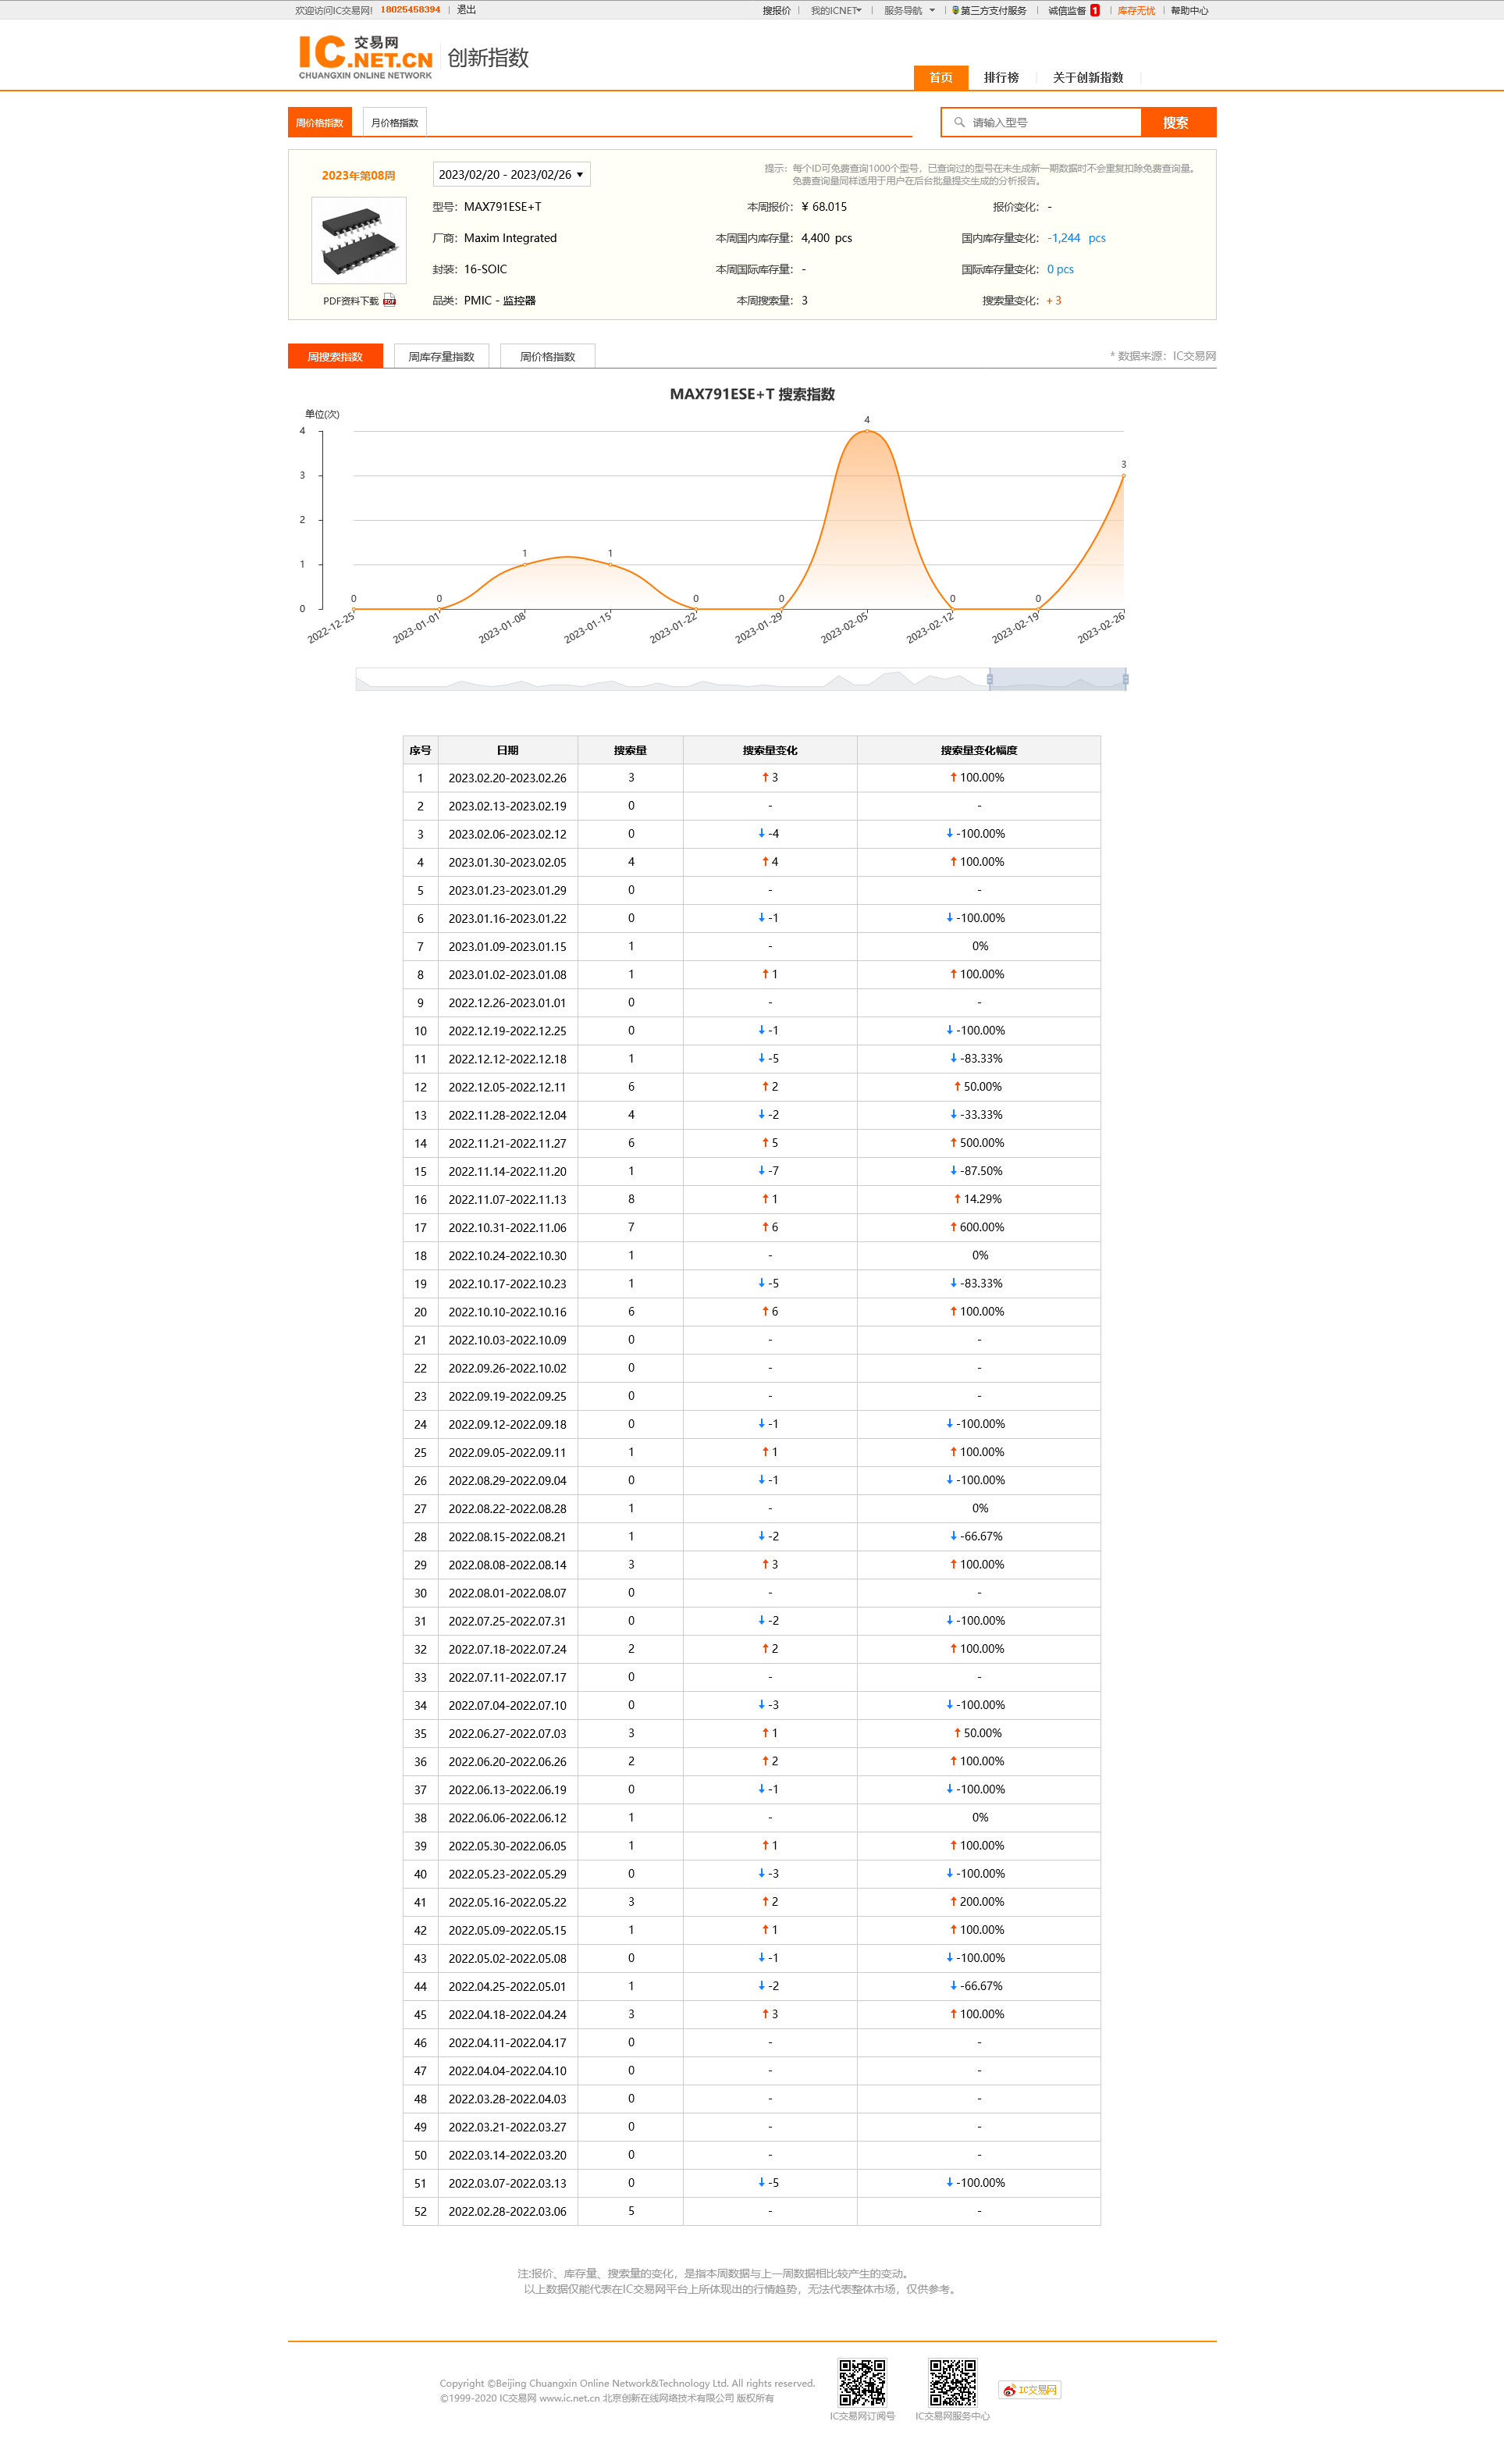 欢迎访问IC交易网! 18025458394 退出 搜报价 我的ICNET 服务导航 第三方支付服务 诚信监督 1 库存无忧 帮助中心
IC 交易网 .NET.CN 创新指数
CHUANGXIN ONLINE NETWORK
首页 排行榜 关于创新指数
周价格指数 月价格指数 请输入型号 搜索
2023年第08周 2023/02/20 - 2023/02/26 提示：每个ID可免费查询1000个型号，已查询过的型号在未生成新一期数据时不会重复扣除免费查询量。
免费查询量同样适用于用户在后台批量提交生成的分析报告。
型号：MAX791ESE+T 本周报价：¥ 68.015 报价变化：-
厂商：Maxim Integrated 本周国内库存量：4,400 pcs 国内库存量变化：-1,244 pcs
封装：16-SOIC 本周国际库存量：- 国际库存量变化：0 pcs
PDF资料下载 PDF 品类：PMIC - 监控器 本周搜索量：3 搜索量变化：+ 3
周搜索指数 周库存量指数 周价格指数 * 数据来源：IC交易网
MAX791ESE+T 搜索指数
单位(次)
4 4
3 3
2
1 1 1
0 0 0 0 0 0 0
2022-12-25 2023-01-01 2023-01-08 2023-01-15 2023-01-22 2023-01-29 2023-02-05 2023-02-12 2023-02-19 2023-02-26
序号 日期 搜索量 搜索量变化 搜索量变化幅度
1 2023.02.20-2023.02.26 3 ↑ 3 ↑ 100.00%
2 2023.02.13-2023.02.19 0 - -
3 2023.02.06-2023.02.12 0 ↓ -4 ↓ -100.00%
4 2023.01.30-2023.02.05 4 ↑ 4 ↑ 100.00%
5 2023.01.23-2023.01.29 0 - -
6 2023.01.16-2023.01.22 0 ↓ -1 ↓ -100.00%
7 2023.01.09-2023.01.15 1 - 0%
8 2023.01.02-2023.01.08 1 ↑ 1 ↑ 100.00%
9 2022.12.26-2023.01.01 0 - -
10 2022.12.19-2022.12.25 0 ↓ -1 ↓ -100.00%
11 2022.12.12-2022.12.18 1 ↓ -5 ↓ -83.33%
12 2022.12.05-2022.12.11 6 ↑ 2 ↑ 50.00%
13 2022.11.28-2022.12.04 4 ↓ -2 ↓ -33.33%
14 2022.11.21-2022.11.27 6 ↑ 5 ↑ 500.00%
15 2022.11.14-2022.11.20 1 ↓ -7 ↓ -87.50%
16 2022.11.07-2022.11.13 8 ↑ 1 ↑ 14.29%
17 2022.10.31-2022.11.06 7 ↑ 6 ↑ 600.00%
18 2022.10.24-2022.10.30 1 - 0%
19 2022.10.17-2022.10.23 1 ↓ -5 ↓ -83.33%
20 2022.10.10-2022.10.16 6 ↑ 6 ↑ 100.00%
21 2022.10.03-2022.10.09 0 - -
22 2022.09.26-2022.10.02 0 - -
23 2022.09.19-2022.09.25 0 - -
24 2022.09.12-2022.09.18 0 ↓ -1 ↓ -100.00%
25 2022.09.05-2022.09.11 1 ↑ 1 ↑ 100.00%
26 2022.08.29-2022.09.04 0 ↓ -1 ↓ -100.00%
27 2022.08.22-2022.08.28 1 - 0%
28 2022.08.15-2022.08.21 1 ↓ -2 ↓ -66.67%
29 2022.08.08-2022.08.14 3 ↑ 3 ↑ 100.00%
30 2022.08.01-2022.08.07 0 - -
31 2022.07.25-2022.07.31 0 ↓ -2 ↓ -100.00%
32 2022.07.18-2022.07.24 2 ↑ 2 ↑ 100.00%
33 2022.07.11-2022.07.17 0 - -
34 2022.07.04-2022.07.10 0 ↓ -3 ↓ -100.00%
35 2022.06.27-2022.07.03 3 ↑ 1 ↑ 50.00%
36 2022.06.20-2022.06.26 2 ↑ 2 ↑ 100.00%
37 2022.06.13-2022.06.19 0 ↓ -1 ↓ -100.00%
38 2022.06.06-2022.06.12 1 - 0%
39 2022.05.30-2022.06.05 1 ↑ 1 ↑ 100.00%
40 2022.05.23-2022.05.29 0 ↓ -3 ↓ -100.00%
41 2022.05.16-2022.05.22 3 ↑ 2 ↑ 200.00%
42 2022.05.09-2022.05.15 1 ↑ 1 ↑ 100.00%
43 2022.05.02-2022.05.08 0 ↓ -1 ↓ -100.00%
44 2022.04.25-2022.05.01 1 ↓ -2 ↓ -66.67%
45 2022.04.18-2022.04.24 3 ↑ 3 ↑ 100.00%
46 2022.04.11-2022.04.17 0 - -
47 2022.04.04-2022.04.10 0 - -
48 2022.03.28-2022.04.03 0 - -
49 2022.03.21-2022.03.27 0 - -
50 2022.03.14-2022.03.20 0 - -
51 2022.03.07-2022.03.13 0 ↓ -5 ↓ -100.00%
52 2022.02.28-2022.03.06 5 - -
注:报价、库存量、搜索量的变化，是指本周数据与上一周数据相比较产生的变动。
以上数据仅能代表在IC交易网平台上所体现出的行情趋势，无法代表整体市场，仅供参考。
Copyright ©Beijing Chuangxin Online Network&Technology Ltd. All rights reserved.
©1999-2020 IC交易网 www.ic.net.cn 北京创新在线网络技术有限公司 版权所有
IC交易网
IC交易网订阅号 IC交易网服务中心